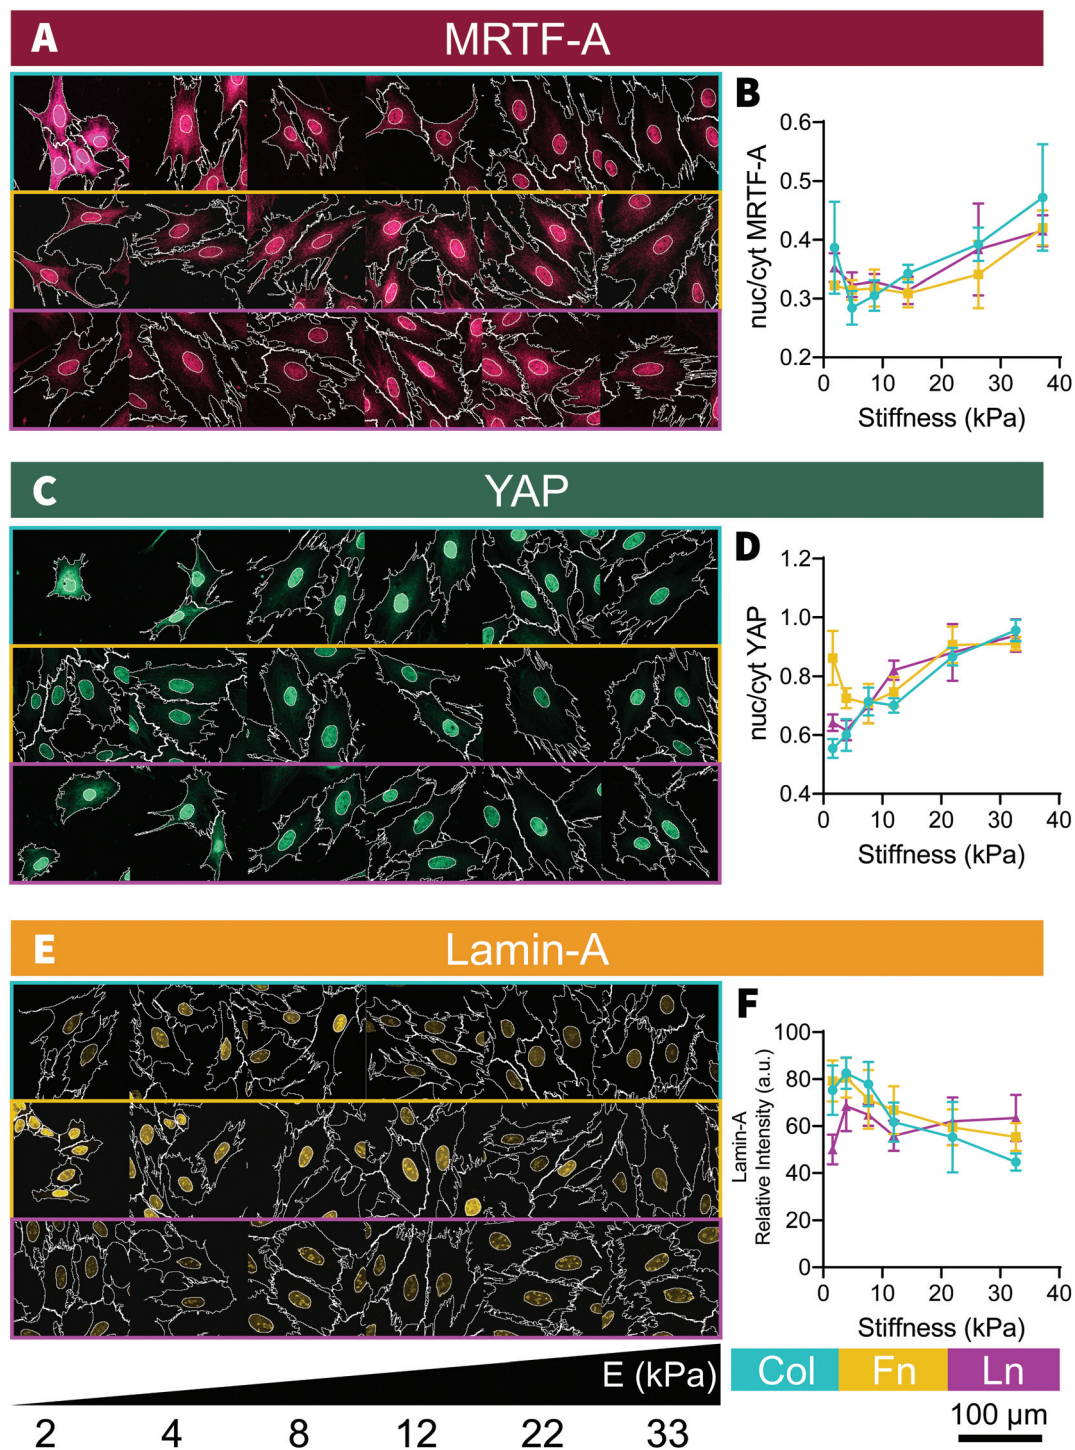 A MRTF-A
B
nuc/cyt MRTF-A
0.6
0.5
0.4
0.3
0.2
0 10 20 30 40
Stiffness (kPa)
C YAP
D
nuc/cyt YAP
1.2
1.0
0.8
0.6
0.4
0 10 20 30 40
Stiffness (kPa)
E Lamin-A
F
Lamin-A
Relative Intensity (a.u.)
100
80
60
40
20
0
0 10 20 30 40
Stiffness (kPa)
E (kPa)
2 4 8 12 22 33
Col Fn Ln
100 µm